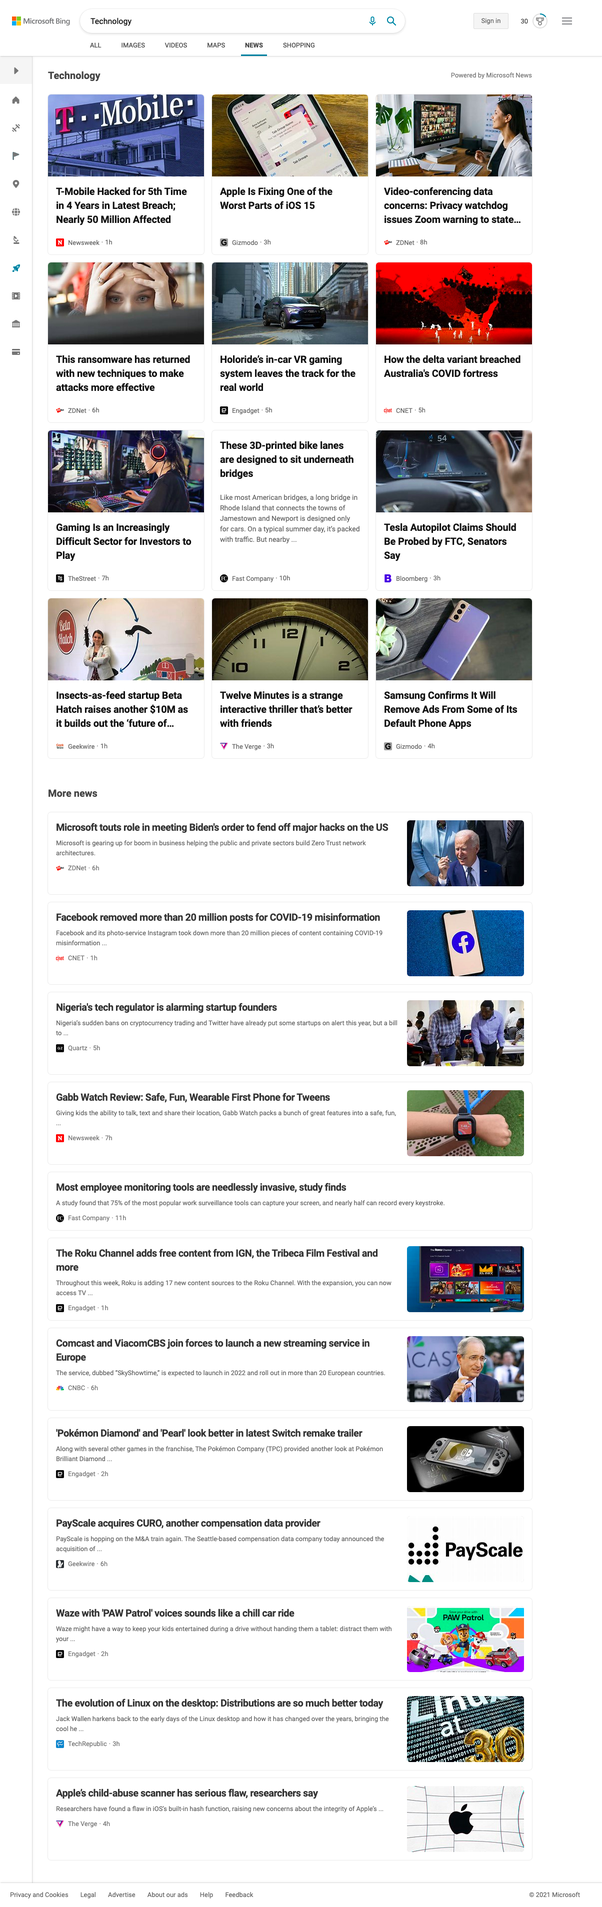 Microsoft Bing
Technology
Sign in
30
ALL
IMAGES
VIDEOS
MAPS
NEWS
SHOPPING
Technology
Powered by Microsoft News
T-Mobile
T-Mobile Hacked for 5th Time
in 4 Years in Latest Breach;
Nearly 50 Million Affected
Newsweek · 1h
Apple Is Fixing One of the
Worst Parts of iOS 15
Gizmodo · 3h
Video-conferencing data
concerns: Privacy watchdog
issues Zoom warning to state...
ZDNet · 8h
This ransomware has returned
with new techniques to make
attacks more effective
ZDNet · 6h
Holoride's in-car VR gaming
system leaves the track for the
real world
Engadget · 5h
How the delta variant breached
Australia's COVID fortress
CNET · 5h
Gaming Is an Increasingly
Difficult Sector for Investors to
Play
TheStreet · 7h
These 3D-printed bike lanes
are designed to sit underneath
bridges
Like most American bridges, a long bridge in
Rhode Island that connects the towns of
Jamestown and Newport is designed only
for cars. On a typical summer day, it's packed
with traffic. But nearby ...
Fast Company · 10h
54
Tesla Autopilot Claims Should
Be Probed by FTC, Senators
Say
Bloomberg · 3h
Beta
Hatch
Insects-as-feed startup Beta
Hatch raises another $10M as
it builds out the 'future of...
Geekwire · 1h
10 11 12 1 2
Twelve Minutes is a strange
interactive thriller that's better
with friends
The Verge · 3h
Samsung Confirms It Will
Remove Ads From Some of Its
Default Phone Apps
Gizmodo · 4h
More news
Microsoft touts role in meeting Biden's order to fend off major hacks on the US
Microsoft is gearing up for boom in business helping the public and private sectors build Zero Trust network
architectures.
ZDNet · 6h
Facebook removed more than 20 million posts for COVID-19 misinformation
Facebook and its photo-service Instagram took down more than 20 million pieces of content containing COVID-19
misinformation ...
CNET · 1h
Nigeria's tech regulator is alarming startup founders
Nigeria's sudden bans on cryptocurrency trading and Twitter have already put some startups on alert this year, but a bill
to ...
Quartz · 5h
Gabb Watch Review: Safe, Fun, Wearable First Phone for Tweens
Giving kids the ability to talk, text and share their location, Gabb Watch packs a bunch of great features into a safe, fun,
...
Newsweek · 7h
Most employee monitoring tools are needlessly invasive, study finds
A study found that 75% of the most popular work surveillance tools can capture your screen, and nearly half can record every keystroke.
Fast Company · 11h
The Roku Channel adds free content from IGN, the Tribeca Film Festival and
more
Throughout this week, Roku is adding 17 new content sources to the Roku Channel. With the expansion, you can now
access TV ...
Engadget · 1h
Comcast and ViacomCBS join forces to launch a new streaming service in
Europe
The service, dubbed "SkyShowtime," is expected to launch in 2022 and roll out in more than 20 European countries.
CNBC · 6h
CAST
'Pokémon Diamond' and 'Pearl' look better in latest Switch remake trailer
Along with several other games in the franchise, The Pokémon Company (TPC) provided another look at Pokémon
Brilliant Diamond ...
Engadget · 2h
PayScale acquires CURO, another compensation data provider
PayScale is hopping on the M&A train again. The Seattle-based compensation data company today announced the
acquisition of ...
Geekwire · 6h
PayScale
Waze with 'PAW Patrol' voices sounds like a chill car ride
Waze might have a way to keep your kids entertained during a drive without handing them a tablet: distract them with
your ...
Engadget · 2h
PAW Patrol
The evolution of Linux on the desktop: Distributions are so much better today
Jack Wallen harkens back to the early days of the Linux desktop and how it has changed over the years, bringing the
cool he ...
TechRepublic · 3h
Linux
at
30
Apple's child-abuse scanner has serious flaw, researchers say
Researchers have found a flaw in iOS's built-in hash function, raising new concerns about the integrity of Apple's ...
The Verge · 4h
Privacy and Cookies
Legal
Advertise
About our ads
Help
Feedback
© 2021 Microsoft